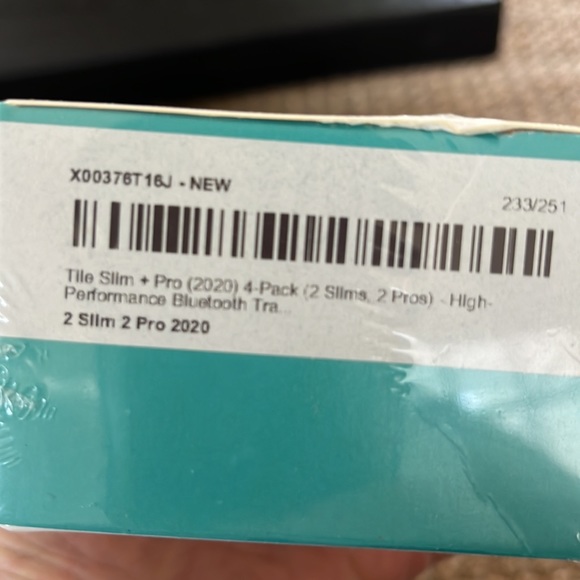 X00376T16J - NEW
233/251
Tile Slim + Pro (2020) 4-Pack (2 Slims, 2 Pros) - High-
Performance Bluetooth Tra...
2 Slim 2 Pro 2020